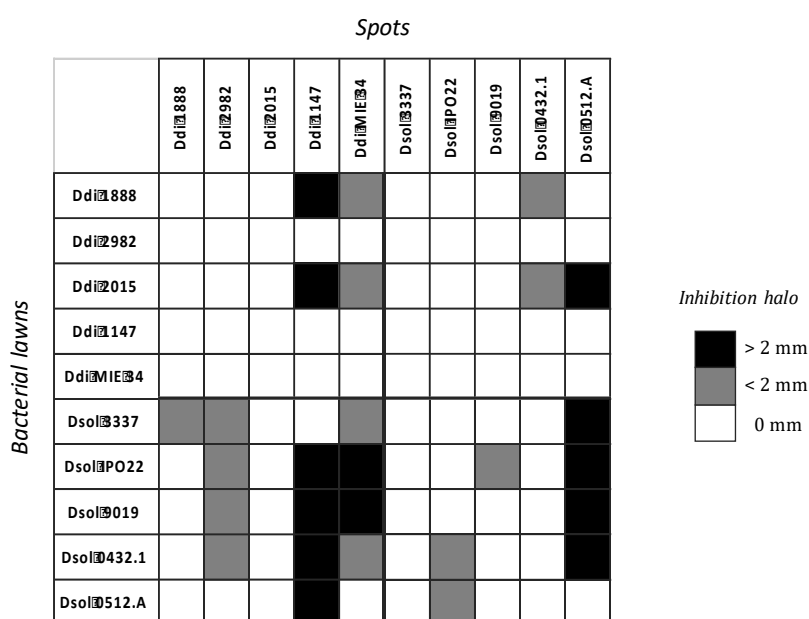 Spots
Ddi 1888
Ddi 2982
Ddi 2015
Ddi 1147
Ddi MIE 34
Dsol 3337
Dsol IPO22
Dsol 9019
Dsol 0432.1
Dsol 0512.A
Bacterial lawns
Ddi 1888
Ddi 2982
Ddi 2015
Ddi 1147
Ddi MIE 34
Dsol 3337
Dsol IPO22
Dsol 9019
Dsol 0432.1
Dsol 0512.A
Inhibition halo
> 2 mm
< 2 mm
0 mm